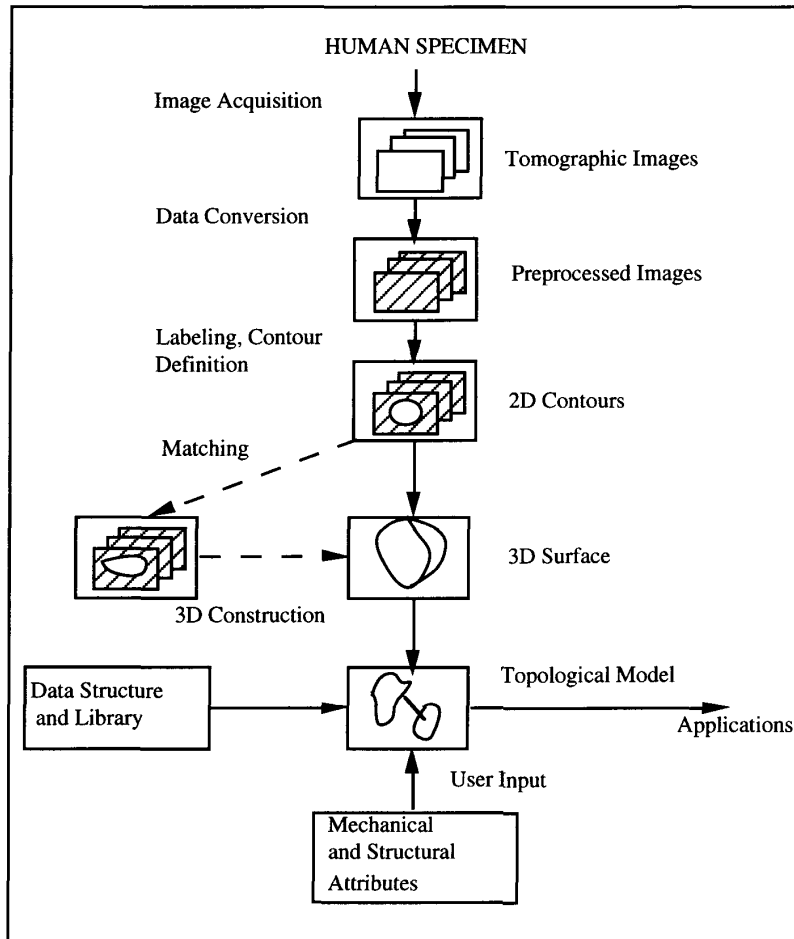 HUMAN SPECIMEN
Image Acquisition
Tomographic Images
Data Conversion
Preprocessed Images
Labeling, Contour
Definition
2D Contours
Matching
3D Surface
3D Construction
Data Structure
and Library
Topological Model
Applications
User Input
Mechanical
and Structural
Attributes